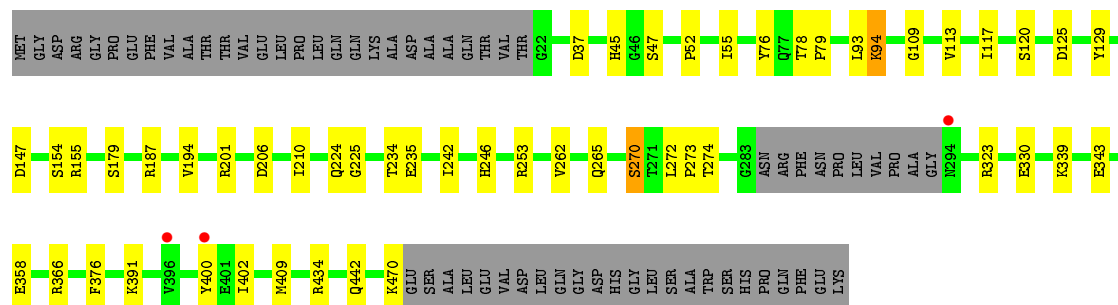 MET GLY ASP ARG GLY PRO GLU PHE VAL ALA THR THR VAL GLU LEU PRO LEU GLN GLN LYS ALA ASP ALA ALA GLN THR VAL THR G22 D37 H45 G46 S47 P52 I55 Y76 Q77 T78 P79 L93 K94 G109 V113 I117 S120 D125 Y129
D147 S154 R155 S179 R187 V194 R201 D206 I210 Q224 G225 T234 E235 I242 H246 R253 V262 Q265 S270 T271 L272 P273 T274 G283 ASN ARG PHE ASN PRO LEU VAL PRO ALA GLY N294 R323 E330 K339 E343
E358 R366 F376 K391 V396 Y400 E401 I402 M409 R434 Q442 K470 GLU SER ALA LEU GLU VAL ASP LEU GLN GLY ASP HIS GLY LEU SER ALA TRP SER HIS PRO GLN PHE GLU LYS